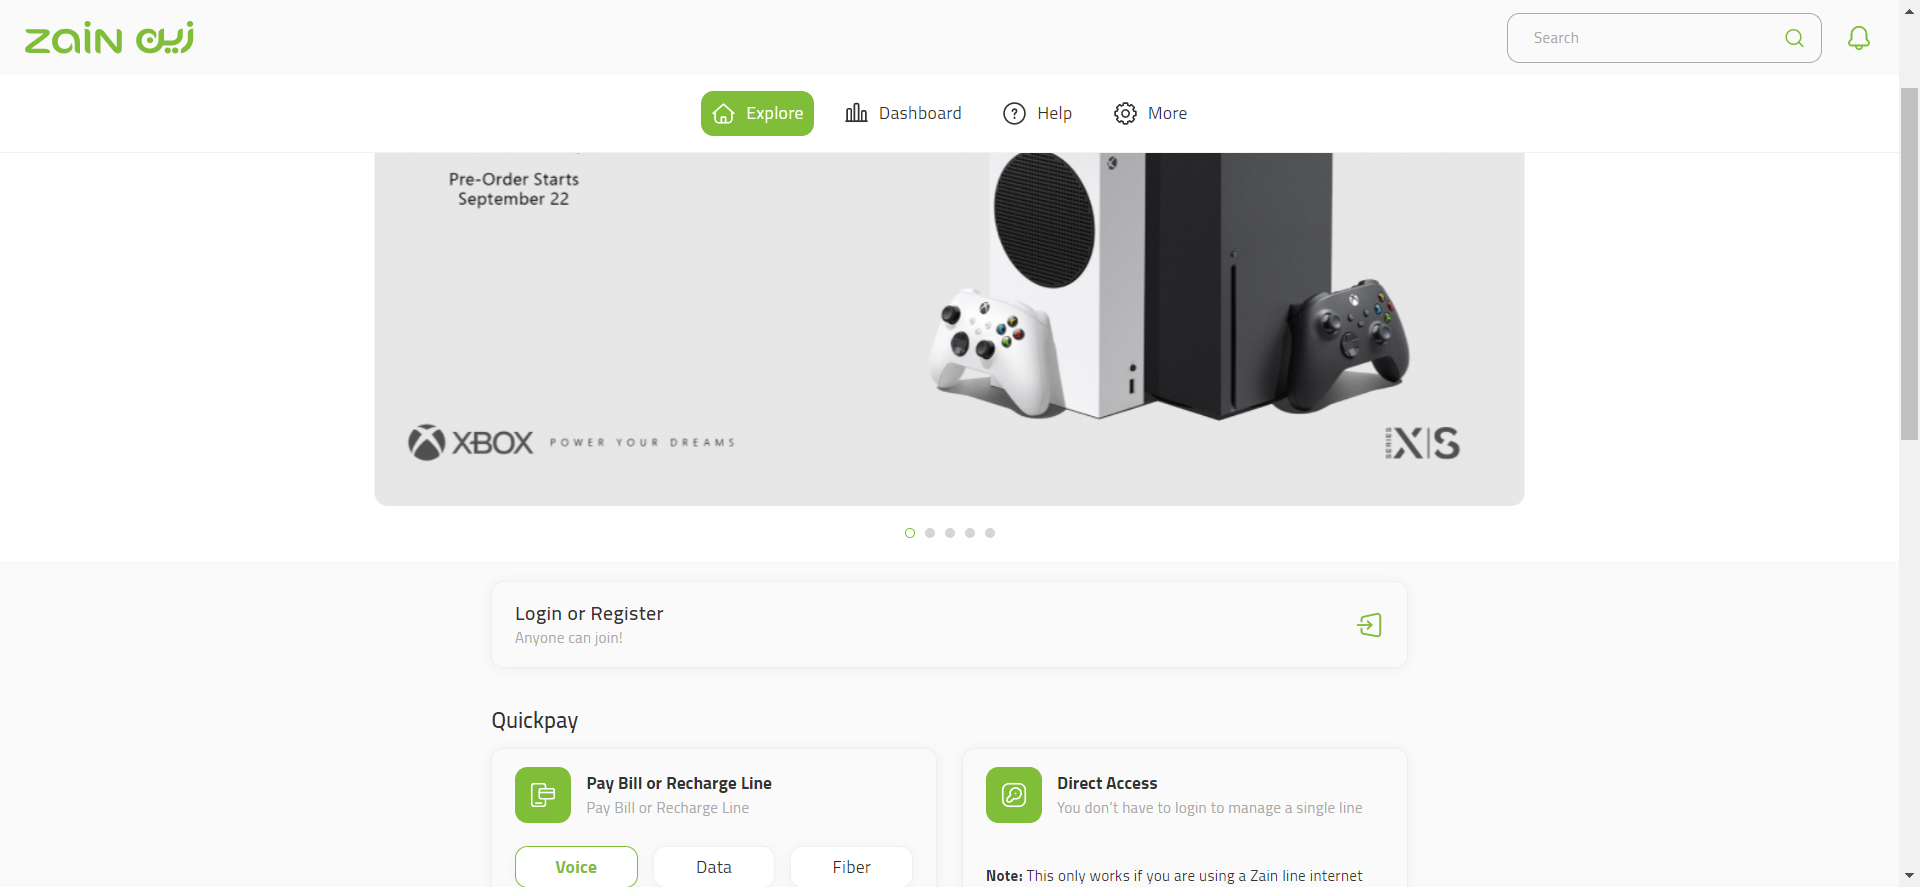 zain زين
Search
Explore
Dashboard
Help
More
Pre-Order Starts
September 22
XBOX POWER YOUR DREAMS
SERIES X|S
Login or Register
Anyone can join!
Quickpay
Pay Bill or Recharge Line
Pay Bill or Recharge Line
Voice
Data
Fiber
Direct Access
You don’t have to login to manage a single line
Note: This only works if you are using a Zain line internet